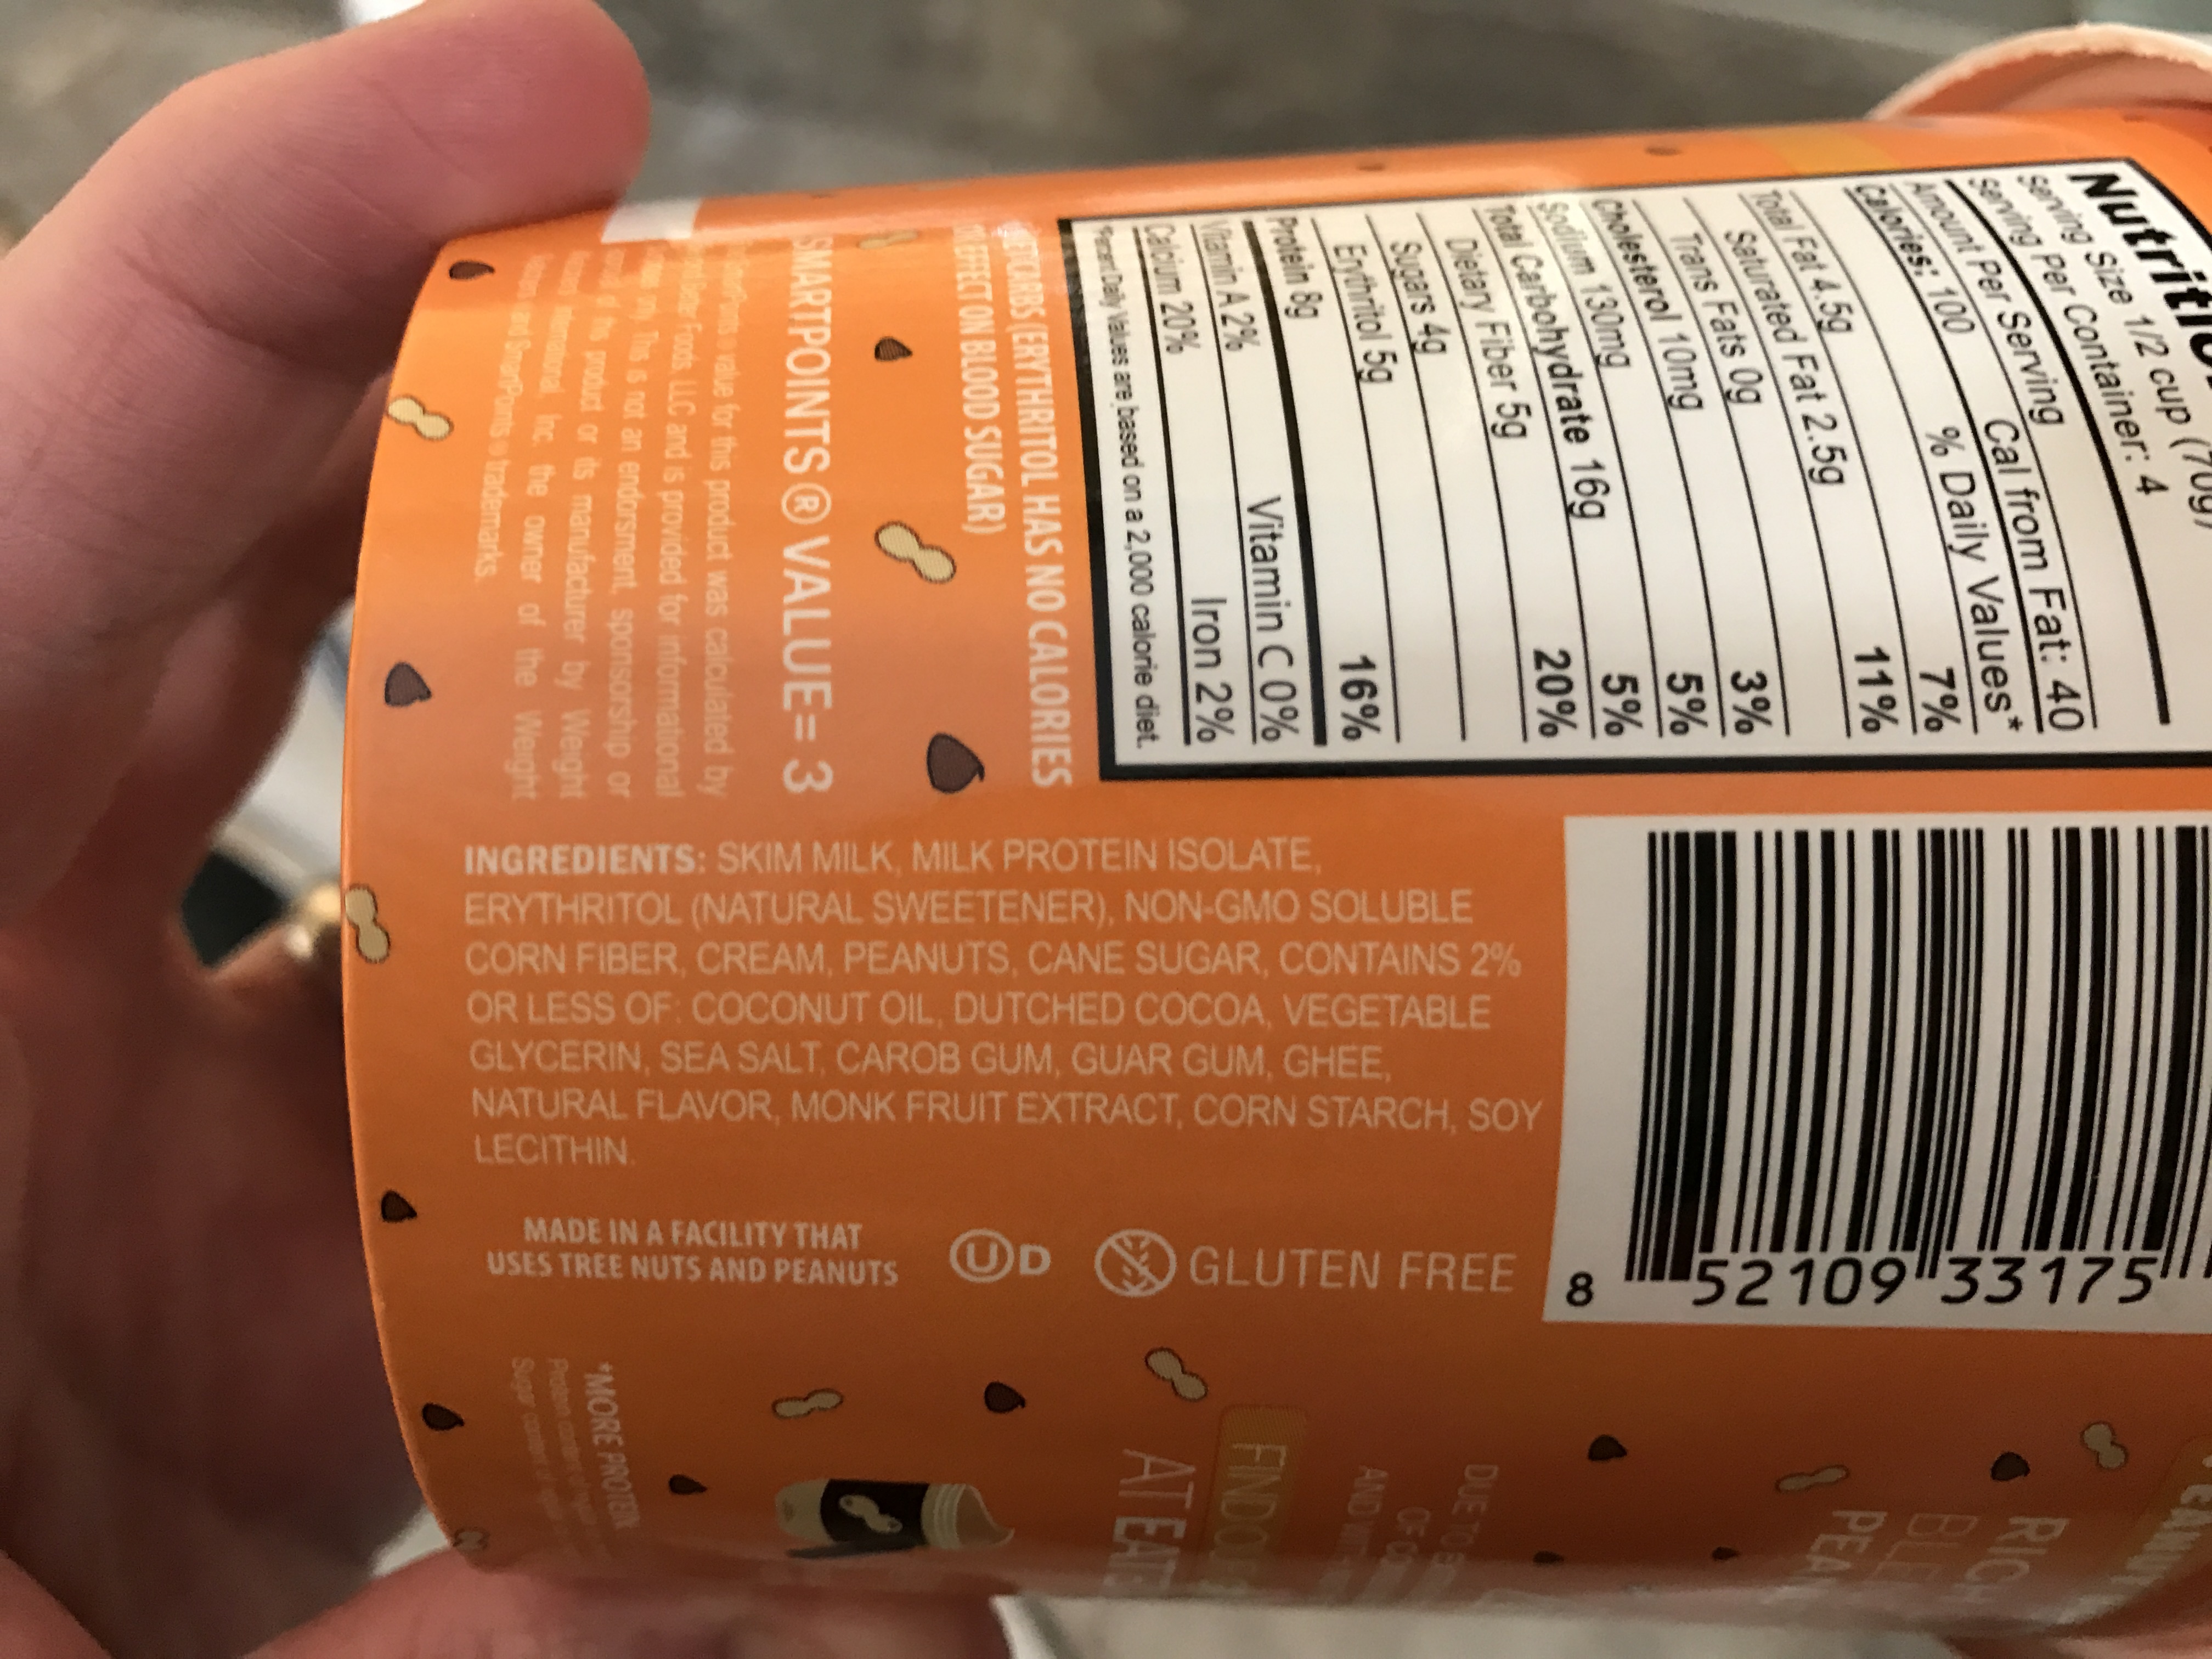 Serving Size 1/2 cup (70g)
Serving Per Container: 4
Amount Per Serving
Calories: 100 Cal from Fat: 40
% Daily Values*
Total Fat 4.5g 7%
Saturated Fat 2.5g 11%
Trans Fats 0g
Cholesterol 10mg 3%
Sodium 130mg 5%
Total Carbohydrate 16g 5%
Dietary Fiber 5g 20%
Sugars 4g
Erythritol 5g
Protein 8g 16%
Vitamin A 2% Vitamin C 0%
Calcium 20% Iron 2%
*Percent Daily Values are based on a 2,000 calorie diet.
(ERYTHRITOL HAS NO CALORIES
EFFECT ON BLOOD SUGAR)
SMARTPOINTS® VALUE= 3
value for this product was calculated by
Foods, LLC and is provided for informational
only. This is not an endorsement, sponsorship or
of its product or its manufacturer by Weight
International, Inc. the owner of the Weight
and SmartPoints trademarks.
INGREDIENTS: SKIM MILK, MILK PROTEIN ISOLATE,
ERYTHRITOL (NATURAL SWEETENER), NON-GMO SOLUBLE
CORN FIBER, CREAM, PEANUTS, CANE SUGAR, CONTAINS 2%
OR LESS OF: COCONUT OIL, DUTCHED COCOA, VEGETABLE
GLYCERIN, SEA SALT, CAROB GUM, GUAR GUM, GHEE,
NATURAL FLAVOR, MONK FRUIT EXTRACT, CORN STARCH, SOY
LECITHIN.
MADE IN A FACILITY THAT
USES TREE NUTS AND PEANUTS
U D
GLUTEN FREE
8 52109 33175
RICH
DUE TO
AT
*MORE PROTEIN